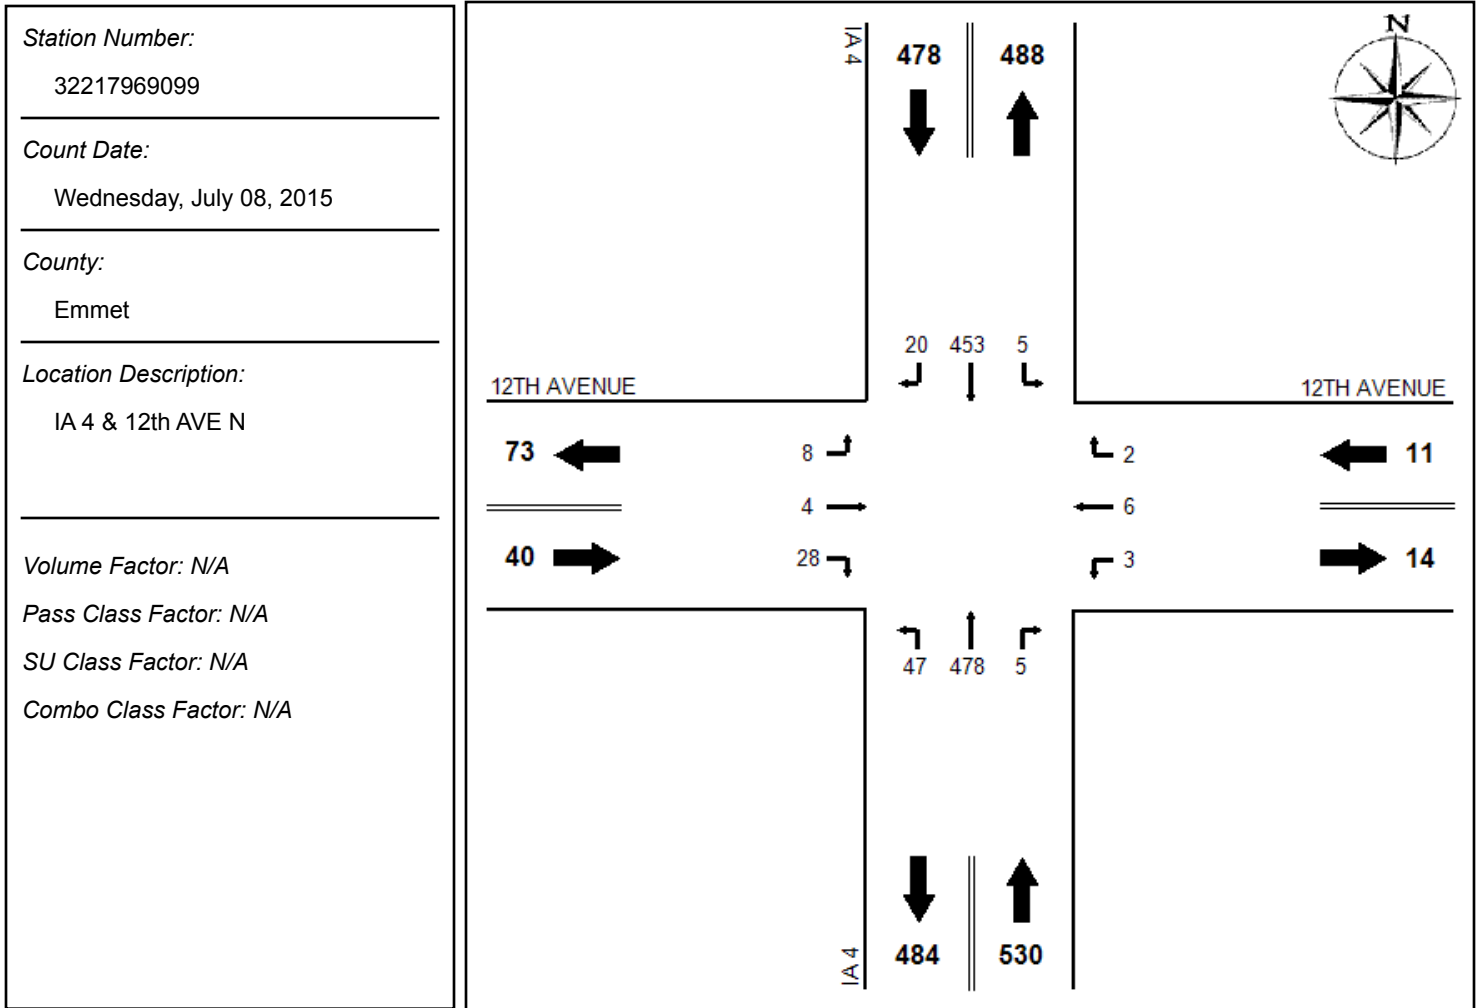 Station Number:
32217969099
Count Date:
Wednesday, July 08, 2015
County:
Emmet
Location Description:
IA 4 & 12th AVE N
Volume Factor: N/A
Pass Class Factor: N/A
SU Class Factor: N/A
Combo Class Factor: N/A
N
IA 4
478 488
20 453 5
12TH AVENUE
12TH AVENUE
73 8 2 11
4 6
40 28 3 14
47 478 5
IA 4
484 530